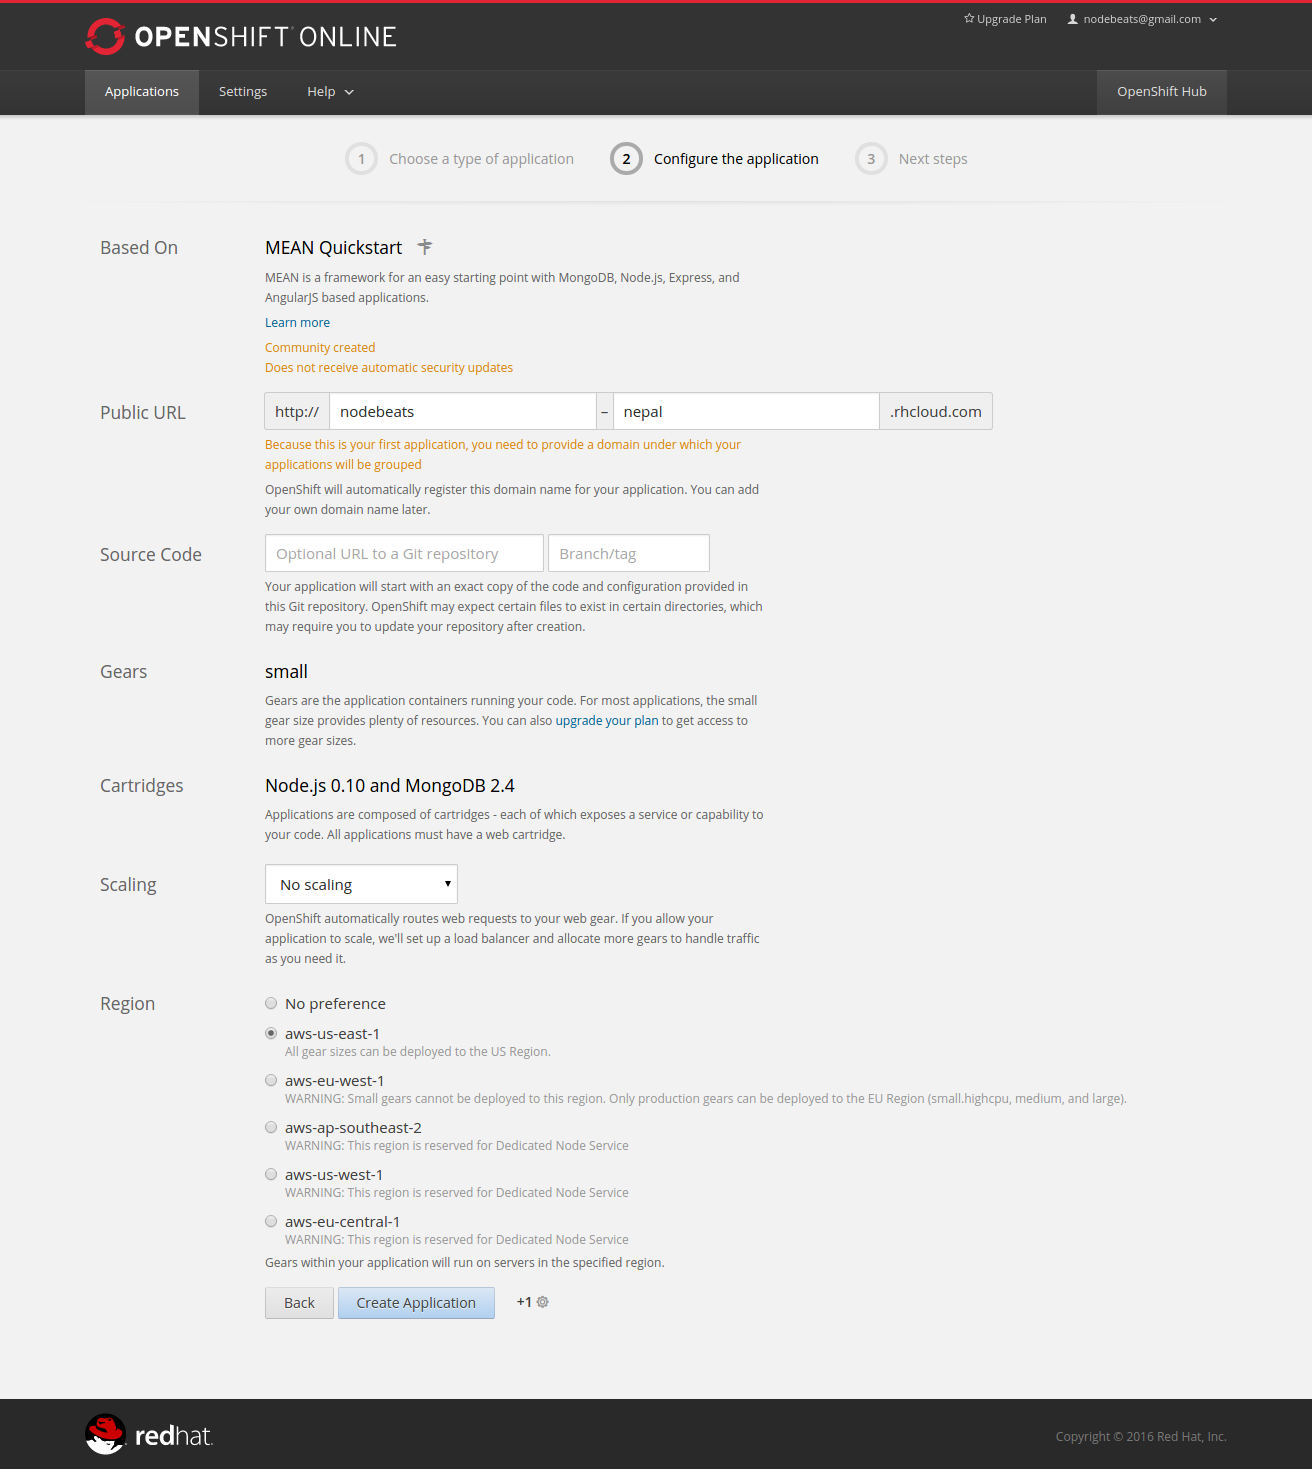 OPENSHIFT ONLINE
Upgrade Plan nodebeats@gmail.com
Applications Settings Help OpenShift Hub
1 Choose a type of application 2 Configure the application 3 Next steps
Based On MEAN Quickstart
MEAN is a framework for an easy starting point with MongoDB, Node.js, Express, and
AngularJS based applications.
Learn more
Community created
Does not receive automatic security updates
Public URL http:// nodebeats – nepal .rhcloud.com
Because this is your first application, you need to provide a domain under which your
applications will be grouped
OpenShift will automatically register this domain name for your application. You can add
your own domain name later.
Source Code Optional URL to a Git repository Branch/tag
Your application will start with an exact copy of the code and configuration provided in
this Git repository. OpenShift may expect certain files to exist in certain directories, which
may require you to update your repository after creation.
Gears small
Gears are the application containers running your code. For most applications, the small
gear size provides plenty of resources. You can also upgrade your plan to get access to
more gear sizes.
Cartridges Node.js 0.10 and MongoDB 2.4
Applications are composed of cartridges - each of which exposes a service or capability to
your code. All applications must have a web cartridge.
Scaling No scaling
OpenShift automatically routes web requests to your web gear. If you allow your
application to scale, we'll set up a load balancer and allocate more gears to handle traffic
as you need it.
Region No preference
aws-us-east-1
All gear sizes can be deployed to the US Region.
aws-eu-west-1
WARNING: Small gears cannot be deployed to this region. Only production gears can be deployed to the EU Region (small.highcpu, medium, and large).
aws-ap-southeast-2
WARNING: This region is reserved for Dedicated Node Service
aws-us-west-1
WARNING: This region is reserved for Dedicated Node Service
aws-eu-central-1
WARNING: This region is reserved for Dedicated Node Service
Gears within your application will run on servers in the specified region.
Back Create Application +1
redhat.
Copyright © 2016 Red Hat, Inc.